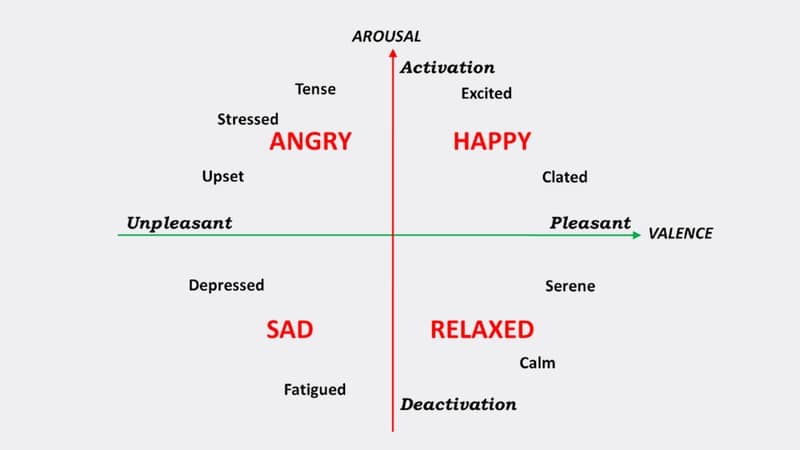 AROUSAL
Activation
Tense
Excited
Stressed
ANGRY
HAPPY
Upset
Clated
Unpleasant
Pleasant
VALENCE
Depressed
Serene
SAD
RELAXED
Calm
Fatigued
Deactivation